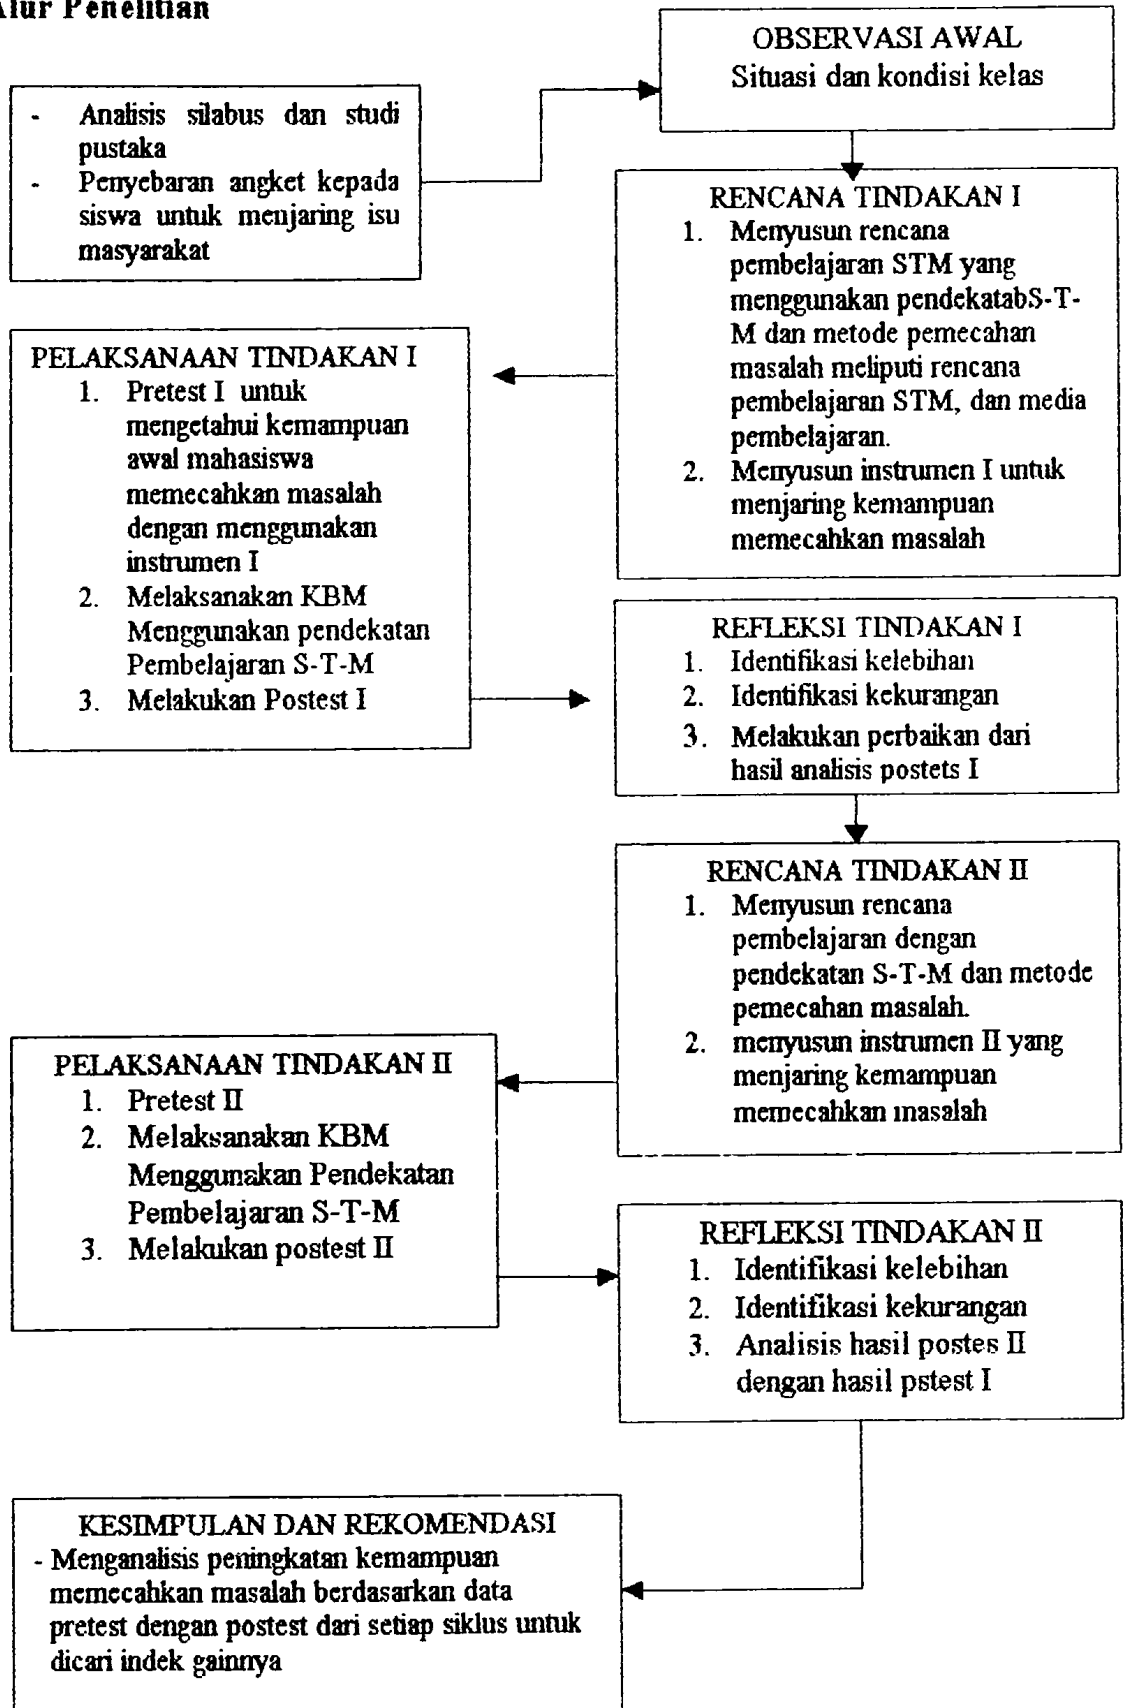 Alur Penelitian
OBSERVASI AWAL
Situasi dan kondisi kelas
- Analisis silabus dan studi
pustaka
- Penyebaran angket kepada
siswa untuk menjaring isu
masyarakat
RENCANA TINDAKAN I
1. Menyusun rencana
pembelajaran STM yang
menggunakan pendekatabS-T-
M dan metode pemecahan
masalah meliputi rencana
pembelajaran STM, dan media
pembelajaran.
2. Menyusun instrumen I untuk
menjaring kemampuan
memecahkan masalah
PELAKSANAAN TINDAKAN I
1. Pretest I untuk
mengetahui kemampuan
awal mahasiswa
memecahkan masalah
dengan menggunakan
instrumen I
2. Melaksanakan KBM
Menggunakan pendekatan
Pembelajaran S-T-M
3. Melakukan Postest I
REFLEKSI TINDAKAN I
1. Identifikasi kelebihan
2. Identifikasi kekurangan
3. Melakukan perbaikan dari
hasil analisis postets I
RENCANA TINDAKAN II
1. Menyusun rencana
pembelajaran dengan
pendekatan S-T-M dan metode
pemecahan masalah.
2. menyusun instrumen II yang
menjaring kemampuan
memecahkan masalah
PELAKSANAAN TINDAKAN II
1. Pretest II
2. Melaksanakan KBM
Menggunakan Pendekatan
Pembelajaran S-T-M
3. Melakukan postest II
REFLEKSI TINDAKAN II
1. Identifikasi kelebihan
2. Identifikasi kekurangan
3. Analisis hasil postes II
dengan hasil pstest I
KESIMPULAN DAN REKOMENDASI
- Menganalisis peningkatan kemampuan
memecahkan masalah berdasarkan data
pretest dengan postest dari setiap siklus untuk
dicari indek gainnya